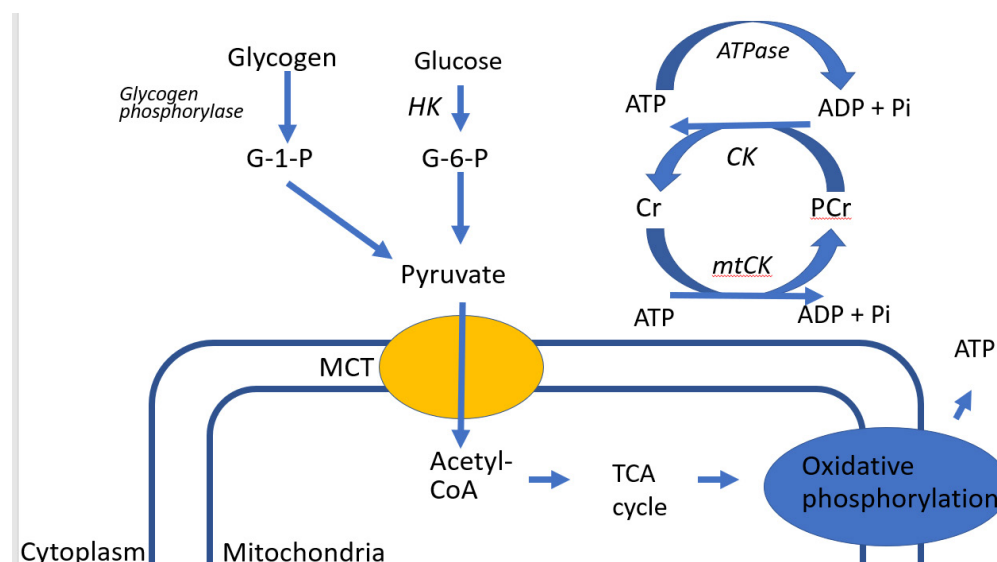 Glycogen
Glucose
ATPase
Glycogen
phosphorylase
HK
ATP
ADP + Pi
G-1-P
G-6-P
CK
Cr
PCr
Pyruvate
mtCK
ATP
ADP + Pi
MCT
ATP
Acetyl-
CoA
TCA
cycle
Oxidative
phosphorylation
Cytoplasm
Mitochondria